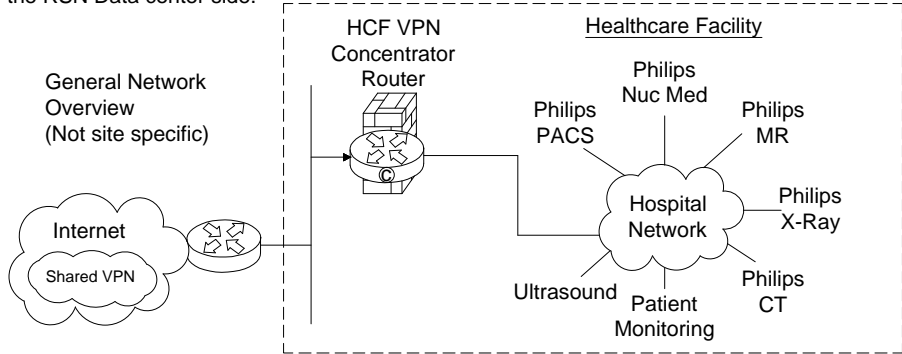 the RSN Data center side.
Healthcare Facility
HCF VPN
Concentrator
Router
General Network
Overview
(Not site specific)
Philips
Nuc Med
Philips
PACS
Philips
MR
Internet
Shared VPN
C
Hospital
Network
Philips
X-Ray
Ultrasound
Patient
Monitoring
Philips
CT